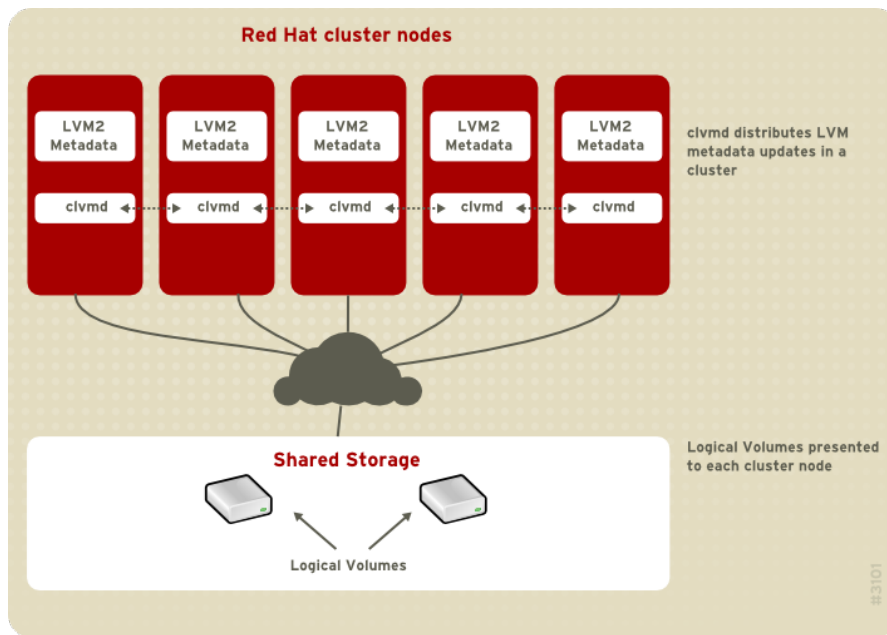 Red Hat cluster nodes
LVM2
Metadata
LVM2
Metadata
LVM2
Metadata
LVM2
Metadata
LVM2
Metadata
clvmd distributes LVM
metadata updates in a
cluster
clvmd
clvmd
clvmd
clvmd
clvmd
Shared Storage
Logical Volumes presented
to each cluster node
Logical Volumes
#3101